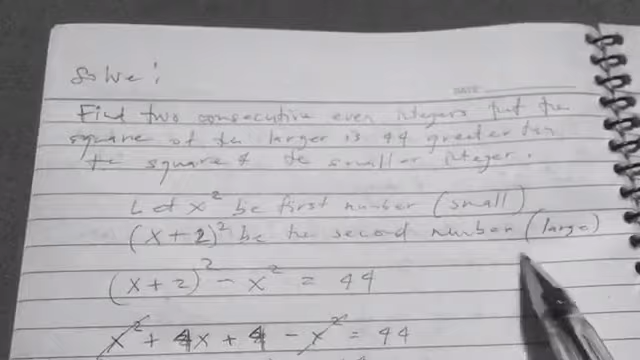 Solve:
DATE:
Find two consecutive even integers that the
square of the larger is 44 greater than
the square of the smaller integer.
Let x² be first number (small)
(x+2)² be the second number (large)
(x+2)² - x² = 44
x² + 4x + 4 - x² = 44